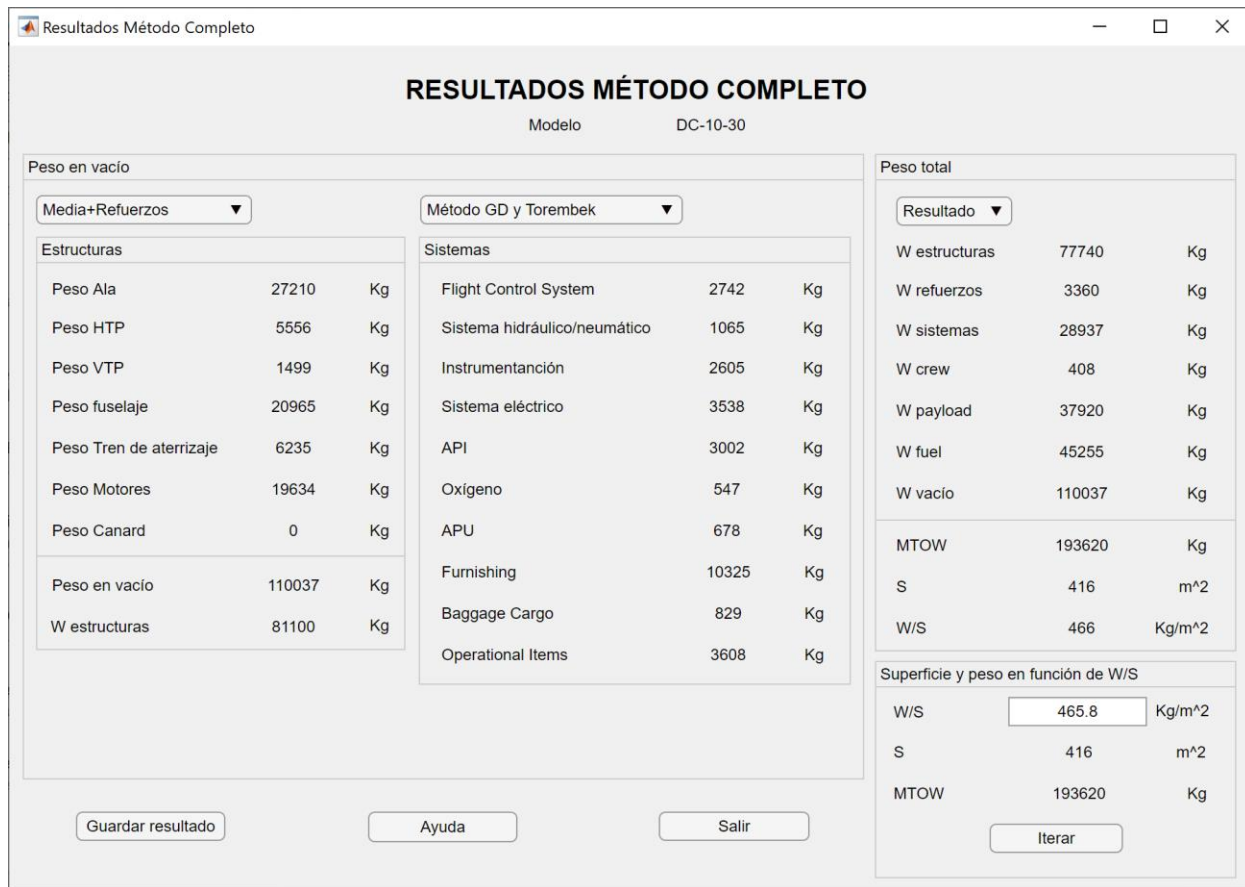 Resultados Método Completo
RESULTADOS MÉTODO COMPLETO
Modelo DC-10-30
Peso en vacío
Media+Refuerzos
Método GD y Torembek
Estructuras
Peso Ala 27210 Kg
Peso HTP 5556 Kg
Peso VTP 1499 Kg
Peso fuselaje 20965 Kg
Peso Tren de aterrizaje 6235 Kg
Peso Motores 19634 Kg
Peso Canard 0 Kg
Peso en vacío 110037 Kg
W estructuras 81100 Kg
Sistemas
Flight Control System 2742 Kg
Sistema hidráulico/neumático 1065 Kg
Instrumentanción 2605 Kg
Sistema eléctrico 3538 Kg
API 3002 Kg
Oxígeno 547 Kg
APU 678 Kg
Furnishing 10325 Kg
Baggage Cargo 829 Kg
Operational Items 3608 Kg
Peso total
Resultado
W estructuras 77740 Kg
W refuerzos 3360 Kg
W sistemas 28937 Kg
W crew 408 Kg
W payload 37920 Kg
W fuel 45255 Kg
W vacío 110037 Kg
MTOW 193620 Kg
S 416 m^2
W/S 466 Kg/m^2
Superficie y peso en función de W/S
W/S 465.8 Kg/m^2
S 416 m^2
MTOW 193620 Kg
Iterar
Guardar resultado
Ayuda
Salir